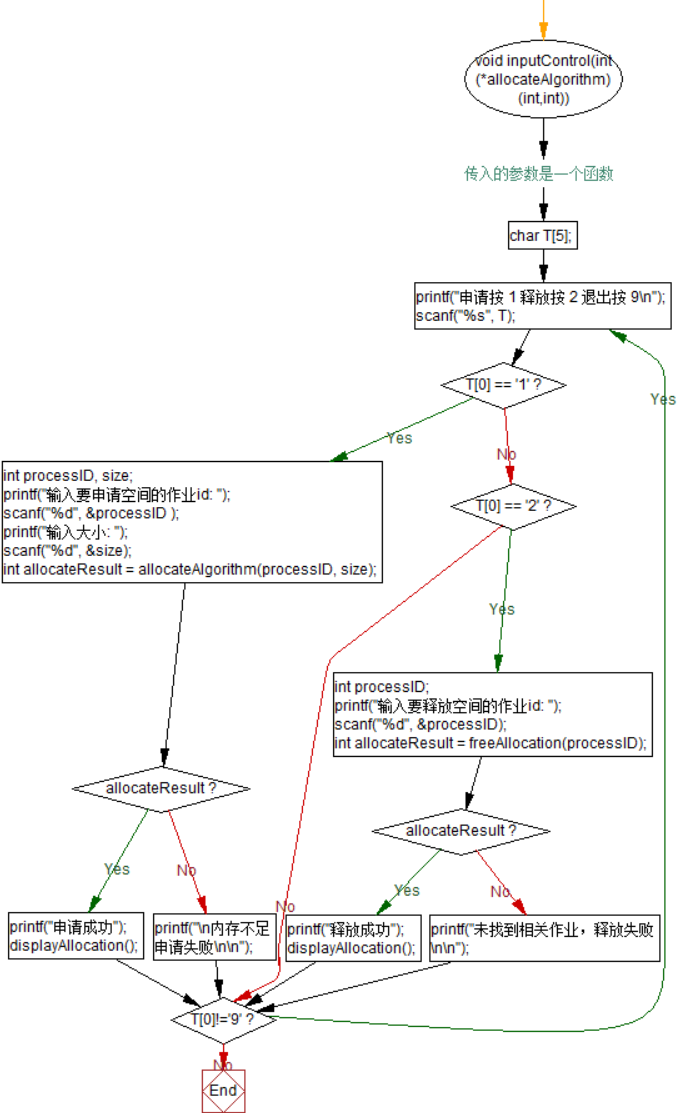 void inputControl(int
(*allocateAlgorithm)
(int,int))
传入的参数是一个函数
char T[5];
printf("申请按 1 释放按 2 退出按 9\n");
scanf("%s", T);
T[0] == '1' ?
Yes
No
Yes
int processID, size;
printf("输入要申请空间的作业id: ");
scanf("%d", &processID );
printf("输入大小: ");
scanf("%d", &size);
int allocateResult = allocateAlgorithm(processID, size);
T[0] == '2' ?
Yes
No
int processID;
printf("输入要释放空间的作业id: ");
scanf("%d", &processID);
int allocateResult = freeAllocation(processID);
allocateResult ?
Yes
No
allocateResult ?
Yes
No
printf("申请成功");
displayAllocation();
printf("\n内存不足
申请失败\n\n");
printf("释放成功");
displayAllocation();
printf("未找到相关作业，释放失败
\n\n");
T[0]!='9' ?
No
End